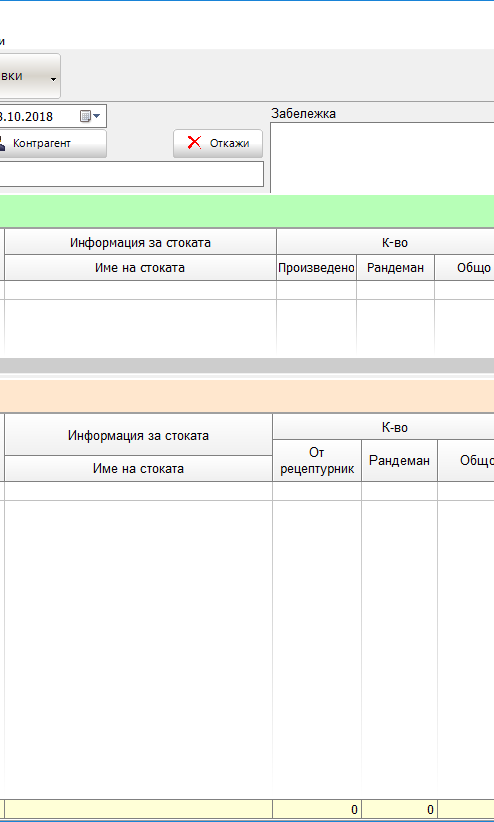 и
вки
3.10.2018
Забележка
Контрагент
Откажи
Информация за стоката
К-во
Име на стоката
Произведено
Рандеман
Общо
Информация за стоката
К-во
От
рецептурник
Рандеман
Общо
Име на стоката
0
0